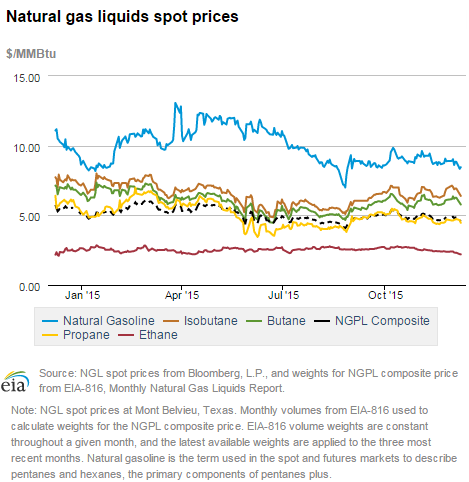 Natural gas liquids spot prices
$/MMBtu
15.00
10.00
5.00
0.00
Jan '15
Apr '15
Jul '15
Oct '15
Natural Gasoline Isobutane Butane NGPL Composite
Propane Ethane
eia
Source: NGL spot prices from Bloomberg, L.P., and weights for NGPL composite price
from EIA-816, Monthly Natural Gas Liquids Report.
Note: NGL spot prices at Mont Belvieu, Texas. Monthly volumes from EIA-816 used to
calculate weights for the NGPL composite price. EIA-816 volume weights are constant
throughout a given month, and the latest available weights are applied to the three most
recent months. Natural gasoline is the term used in the spot and futures markets to describe
pentanes and hexanes, the primary components of pentanes plus.